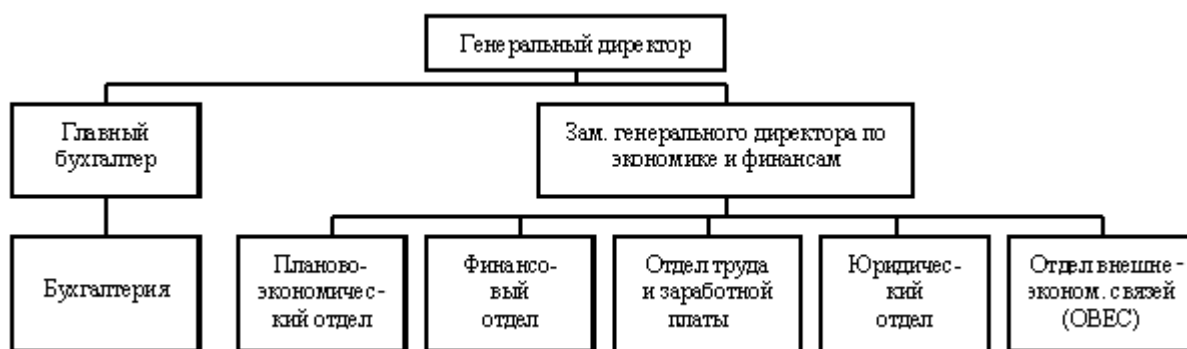 Генеральный директор
Главный
бухгалтер
Зам. генерального директора по
экономике и финансам
Бухгалтерия
Планово-
экономичес-
кий отдел
Финансо-
вый
отдел
Отдел труда
и заработной
платы
Юридичес-
кий
отдел
Отдел внешне-
эконом. связей
(ОВЕС)